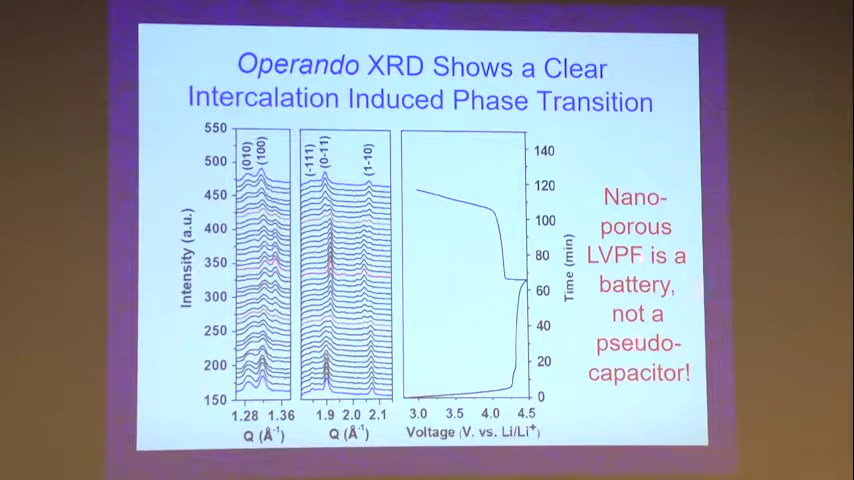 Operando XRD Shows a Clear
Intercalation Induced Phase Transition
550
500
450
400
350
300
250
200
150
Intensity (a.u.)
(010)
(100)
(-111)
(0-11)
(1-10)
1.28 1.36
Q (Å⁻¹)
1.9 2.0 2.1
Q (Å⁻¹)
3.0 3.5 4.0 4.5
Voltage (V. vs. Li/Li⁺)
140
120
100
80
60
40
20
0
Time (min)
Nano-
porous
LVPF is a
battery,
not a
pseudo-
capacitor!